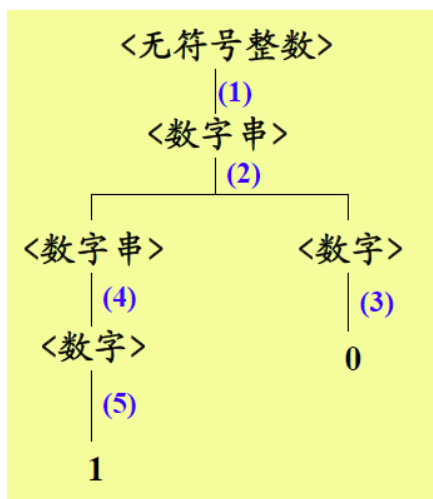 <无符号整数>
(1)
<数字串>
(2)
<数字串> <数字>
(4) (3)
<数字> 0
(5)
1